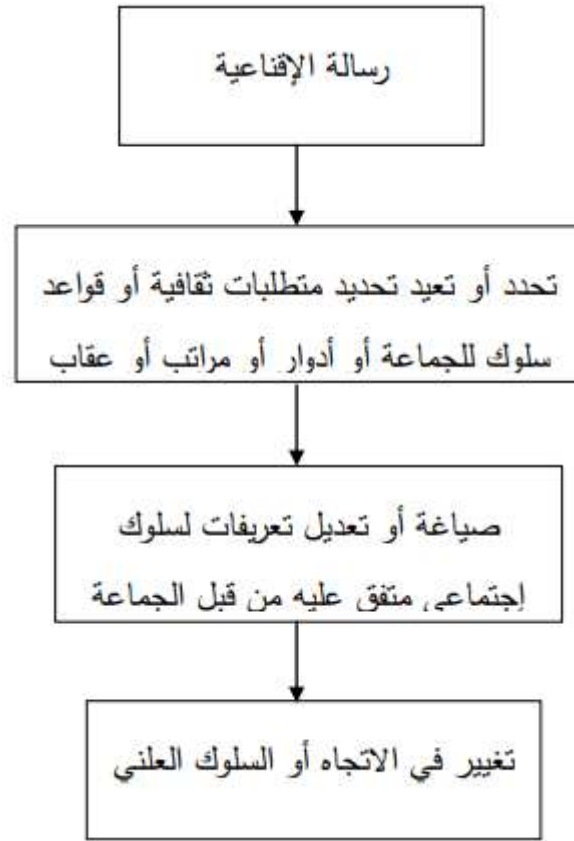 رسالة الإقناعية
تحدد أو تعيد تحديد متطلبات ثقافية أو قواعد
سلوك للجماعة أو أدوار أو مراتب أو عقاب
صياغة أو تعديل تعريفات لسلوك
إجتماعي متفق عليه من قبل الجماعة
تغيير في الاتجاه أو السلوك العلني